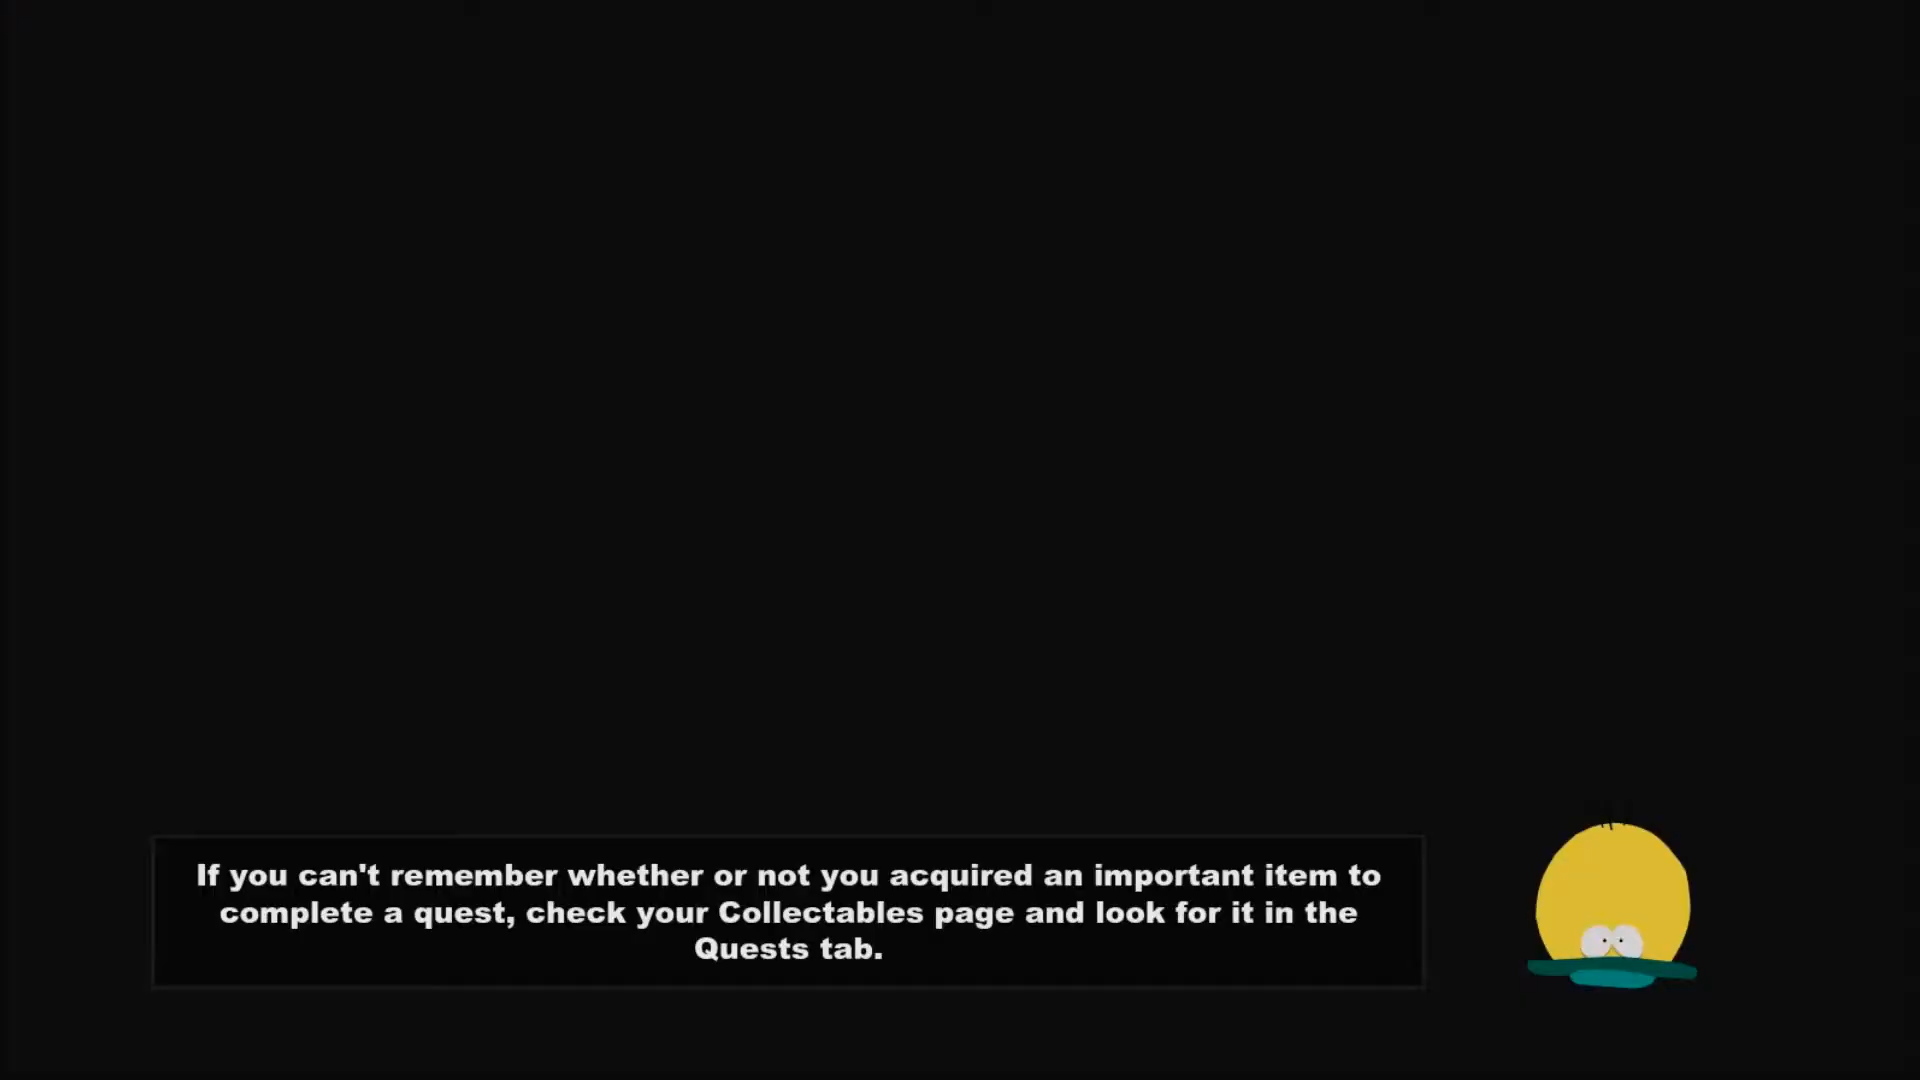 If you can't remember whether or not you acquired an important item to
complete a quest, check your Collectables page and look for it in the
Quests tab.